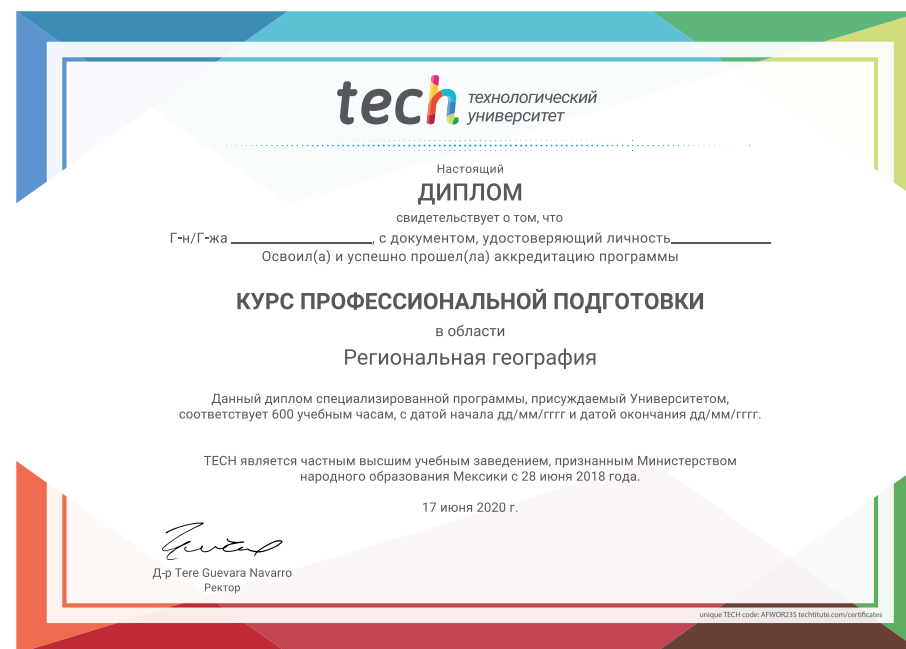 tech технологический
университет
Настоящий
ДИПЛОМ
свидетельствует о том, что
Г-н/Г-жа ____________, с документом, удостоверяющий личность____________
Освоил(а) и успешно прошел(ла) аккредитацию программы
КУРС ПРОФЕССИОНАЛЬНОЙ ПОДГОТОВКИ
в области
Региональная география
Данный диплом специализированной программы, присуждаемый Университетом,
соответствует 600 учебным часам, с датой начала дд/мм/гггг и датой окончания дд/мм/гггг.
TECH является частным высшим учебным заведением, признанным Министерством
народного образования Мексики с 28 июня 2018 года.
17 июня 2020 г.
Д-р Tere Guevara Navarro
Ректор
unique TECH code: AFWOR235 techtitute.com/certificates